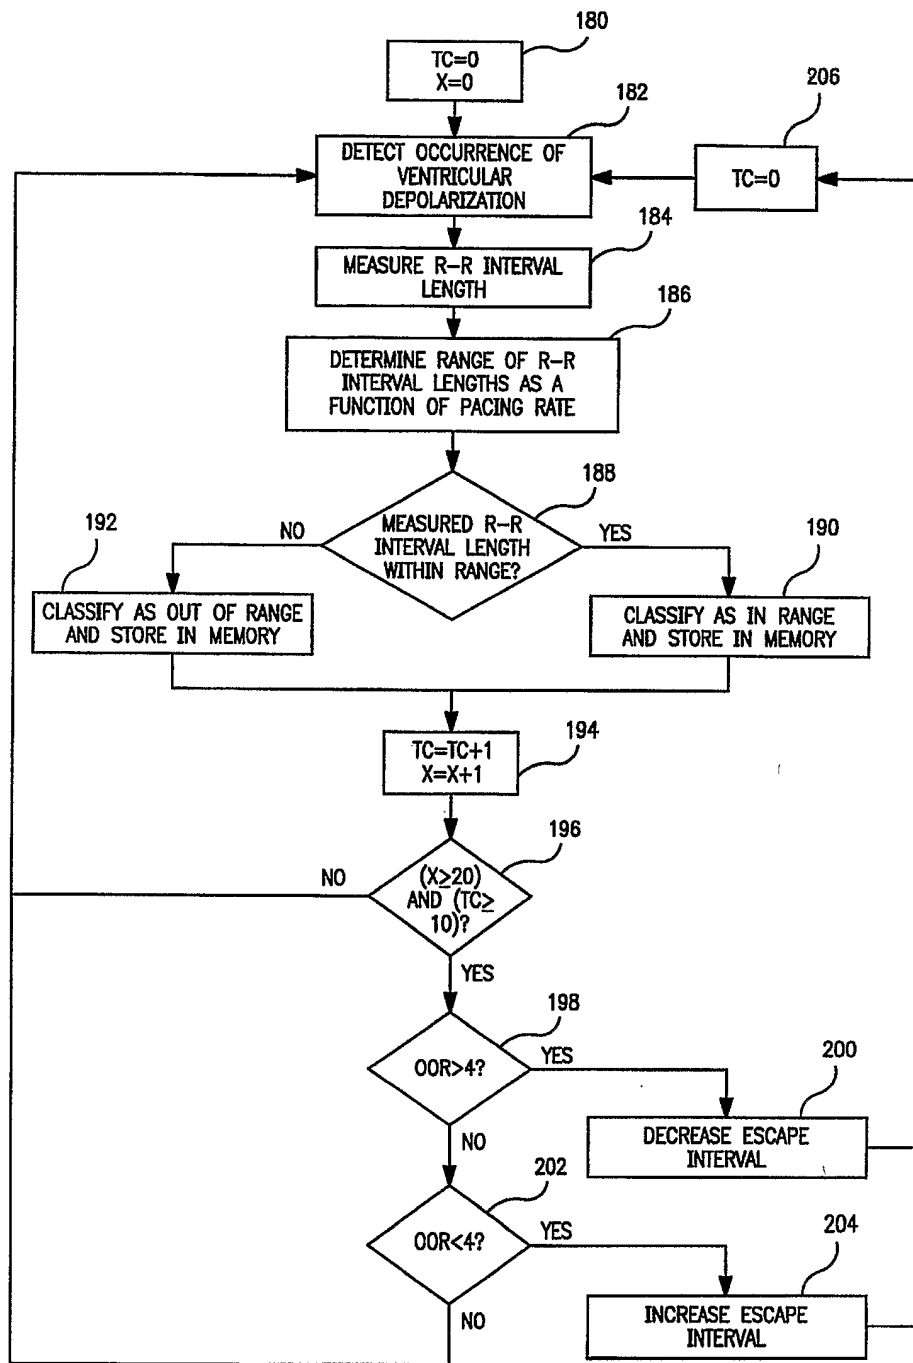 180
TC=0
X=0
182
206
DETECT OCCURRENCE OF
VENTRICULAR
DEPOLARIZATION
TC=0
184
MEASURE R-R INTERVAL
LENGTH
186
DETERMINE RANGE OF R-R
INTERVAL LENGTHS AS A
FUNCTION OF PACING RATE
188
192
NO
MEASURED R-R
INTERVAL LENGTH
WITHIN RANGE?
YES
190
CLASSIFY AS OUT OF RANGE
AND STORE IN MEMORY
CLASSIFY AS IN RANGE
AND STORE IN MEMORY
194
TC=TC+1
X=X+1
196
NO
(X≥20)
AND (TC≥
10)?
YES
198
OOR>4?
YES
200
DECREASE ESCAPE
INTERVAL
NO
202
OOR<4?
YES
204
INCREASE ESCAPE
INTERVAL
NO